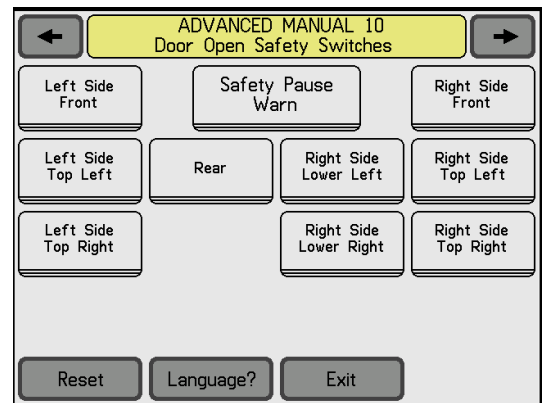 ADVANCED MANUAL 10
Door Open Safety Switches
Left Side
Front
Safety Pause
Warn
Right Side
Front
Left Side
Top Left
Rear
Right Side
Lower Left
Right Side
Top Left
Left Side
Top Right
Right Side
Lower Right
Right Side
Top Right
Reset
Language?
Exit